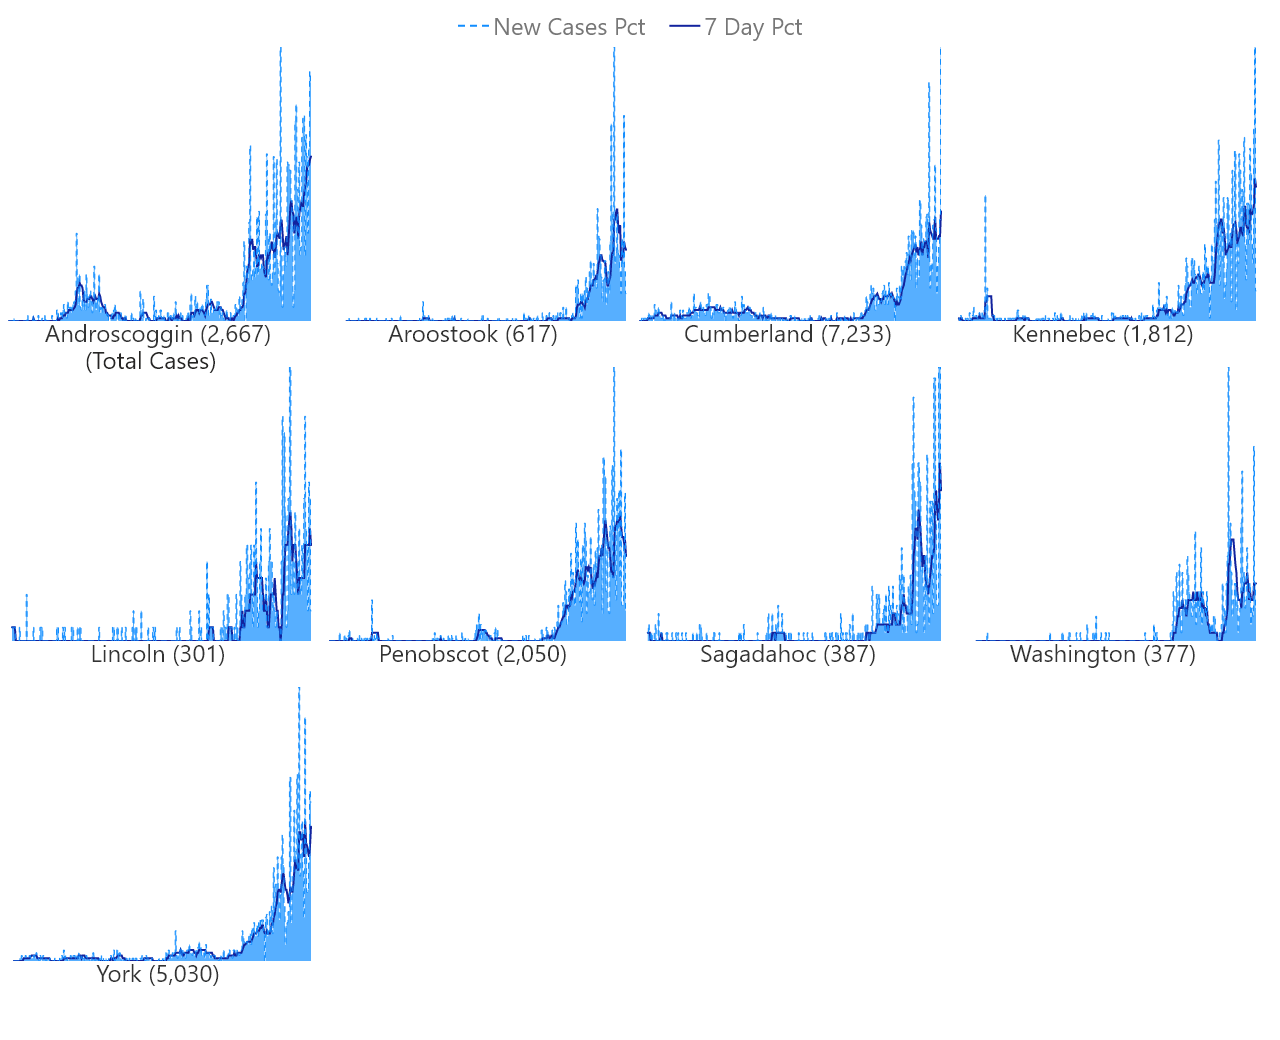 New Cases Pct 7 Day Pct
Androscoggin (2,667)
(Total Cases)
Aroostook (617)
Cumberland (7,233)
Kennebec (1,812)
Lincoln (301)
Penobscot (2,050)
Sagadahoc (387)
Washington (377)
York (5,030)